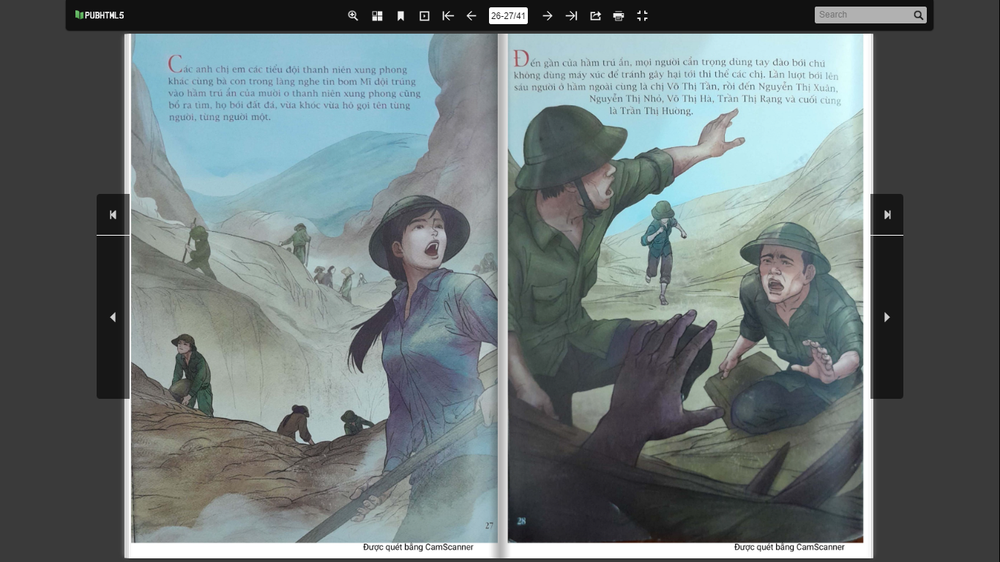 PUBHTML5
26-27/41
Search
Các anh chị em các tiểu đội thanh niên xung phong
khác cùng bà con trong làng nghe tin bom Mĩ dội trúng
vào hầm trú ẩn của mười o thanh niên xung phong cũng
bổ ra tìm, họ bới đất đá, vừa khóc vừa hô gọi tên từng
người, từng người một.
27
Được quét bằng CamScanner
Đến gần cửa hầm trú ẩn, mọi người cẩn trọng dùng tay đào bới chứ
không dùng máy xúc để tránh gây hại tới thi thể các chị. Lần lượt bới lên
sáu người ở hầm ngoài cùng là chị Võ Thị Tần, rồi đến Nguyễn Thị Xuân,
Nguyễn Thị Nhỏ, Võ Thị Hà, Trần Thị Rạng và cuối cùng
là Trần Thị Hường.
28
Được quét bằng CamScanner